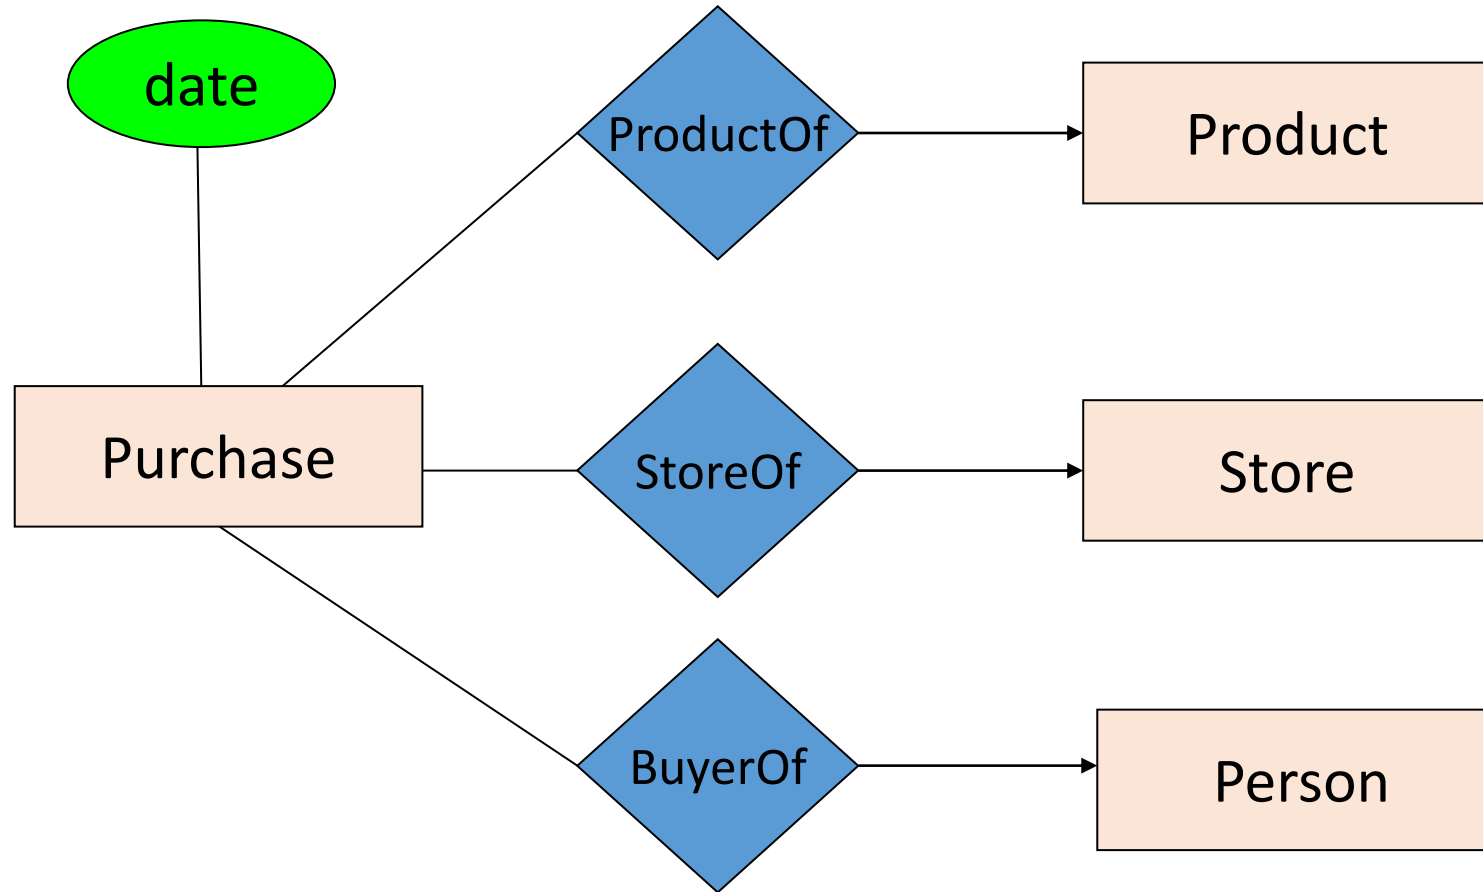 date
ProductOf
Product
Purchase
StoreOf
Store
BuyerOf
Person